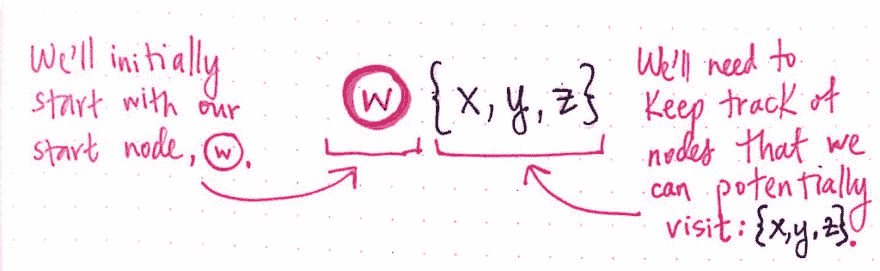 We'll initially
start with our
start node, w.
w {x, y, z}
We'll need to
keep track of
nodes that we
can potentially
visit: {x,y,z}.